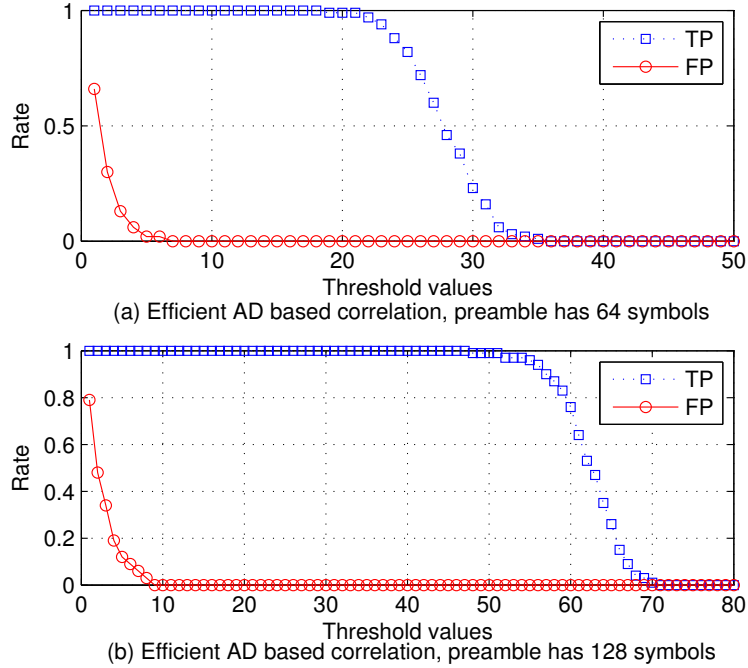 1
0.5
0
Rate
TP
FP
0 10 20 30 40 50
Threshold values
(a) Efficient AD based correlation, preamble has 64 symbols
1
0.8
0.6
0.4
0.2
0
Rate
TP
FP
0 10 20 30 40 50 60 70 80
Threshold values
(b) Efficient AD based correlation, preamble has 128 symbols